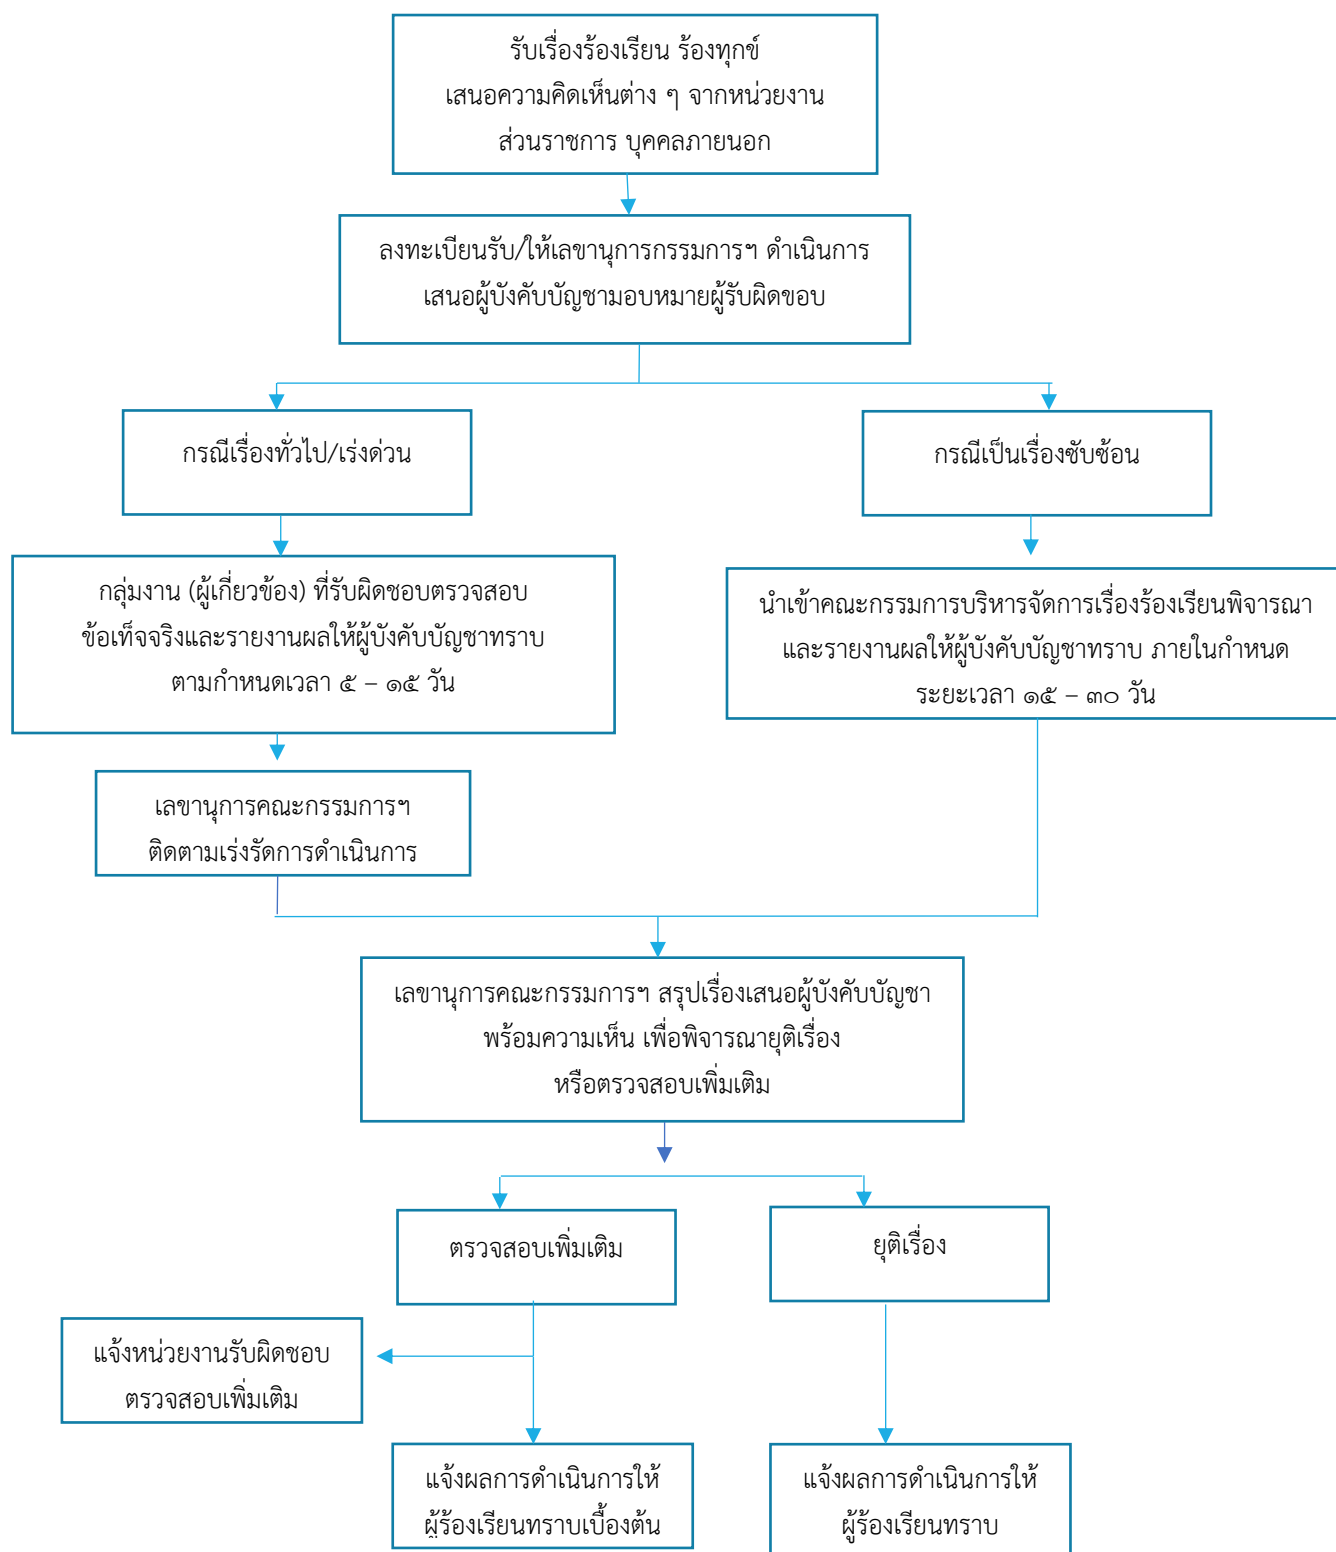 รับเรื่องร้องเรียน ร้องทุกข์
เสนอความคิดเห็นต่าง ๆ จากหน่วยงาน
ส่วนราชการ บุคคลภายนอก
ลงทะเบียนรับ/ให้เลขานุการกรรมการฯ ดำเนินการ
เสนอผู้บังคับบัญชามอบหมายผู้รับผิดขอบ
กรณีเรื่องทั่วไป/เร่งด่วน
กรณีเป็นเรื่องซับซ้อน
กลุ่มงาน (ผู้เกี่ยวข้อง) ที่รับผิดชอบตรวจสอบ
ข้อเท็จจริงและรายงานผลให้ผู้บังคับบัญชาทราบ
ตามกำหนดเวลา ๕ – ๑๕ วัน
นำเข้าคณะกรรมการบริหารจัดการเรื่องร้องเรียนพิจารณา
และรายงานผลให้ผู้บังคับบัญชาทราบ ภายในกำหนด
ระยะเวลา ๑๕ – ๓๐ วัน
เลขานุการคณะกรรมการฯ
ติดตามเร่งรัดการดำเนินการ
เลขานุการคณะกรรมการฯ สรุปเรื่องเสนอผู้บังคับบัญชา
พร้อมความเห็น เพื่อพิจารณายุติเรื่อง
หรือตรวจสอบเพิ่มเติม
ตรวจสอบเพิ่มเติม
ยุติเรื่อง
แจ้งหน่วยงานรับผิดชอบ
ตรวจสอบเพิ่มเติม
แจ้งผลการดำเนินการให้
ผู้ร้องเรียนทราบเบื้องต้น
แจ้งผลการดำเนินการให้
ผู้ร้องเรียนทราบ